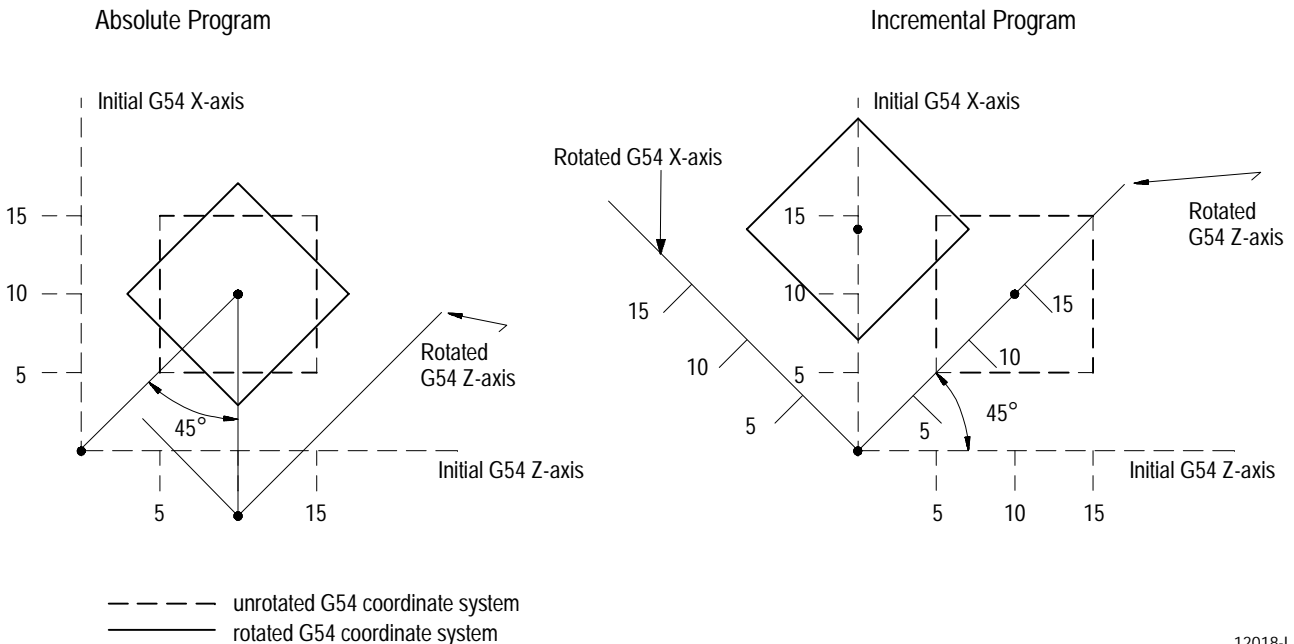 Absolute Program
Initial G54 X-axis
15
10
5
45°
Rotated
G54 Z-axis
Initial G54 Z-axis
5
15
Incremental Program
Initial G54 X-axis
Rotated G54 X-axis
15
10
5
15
10
5
15
10
5
45°
Rotated
G54 Z-axis
Initial G54 Z-axis
5
10
15
unrotated G54 coordinate system
rotated G54 coordinate system
12018-I